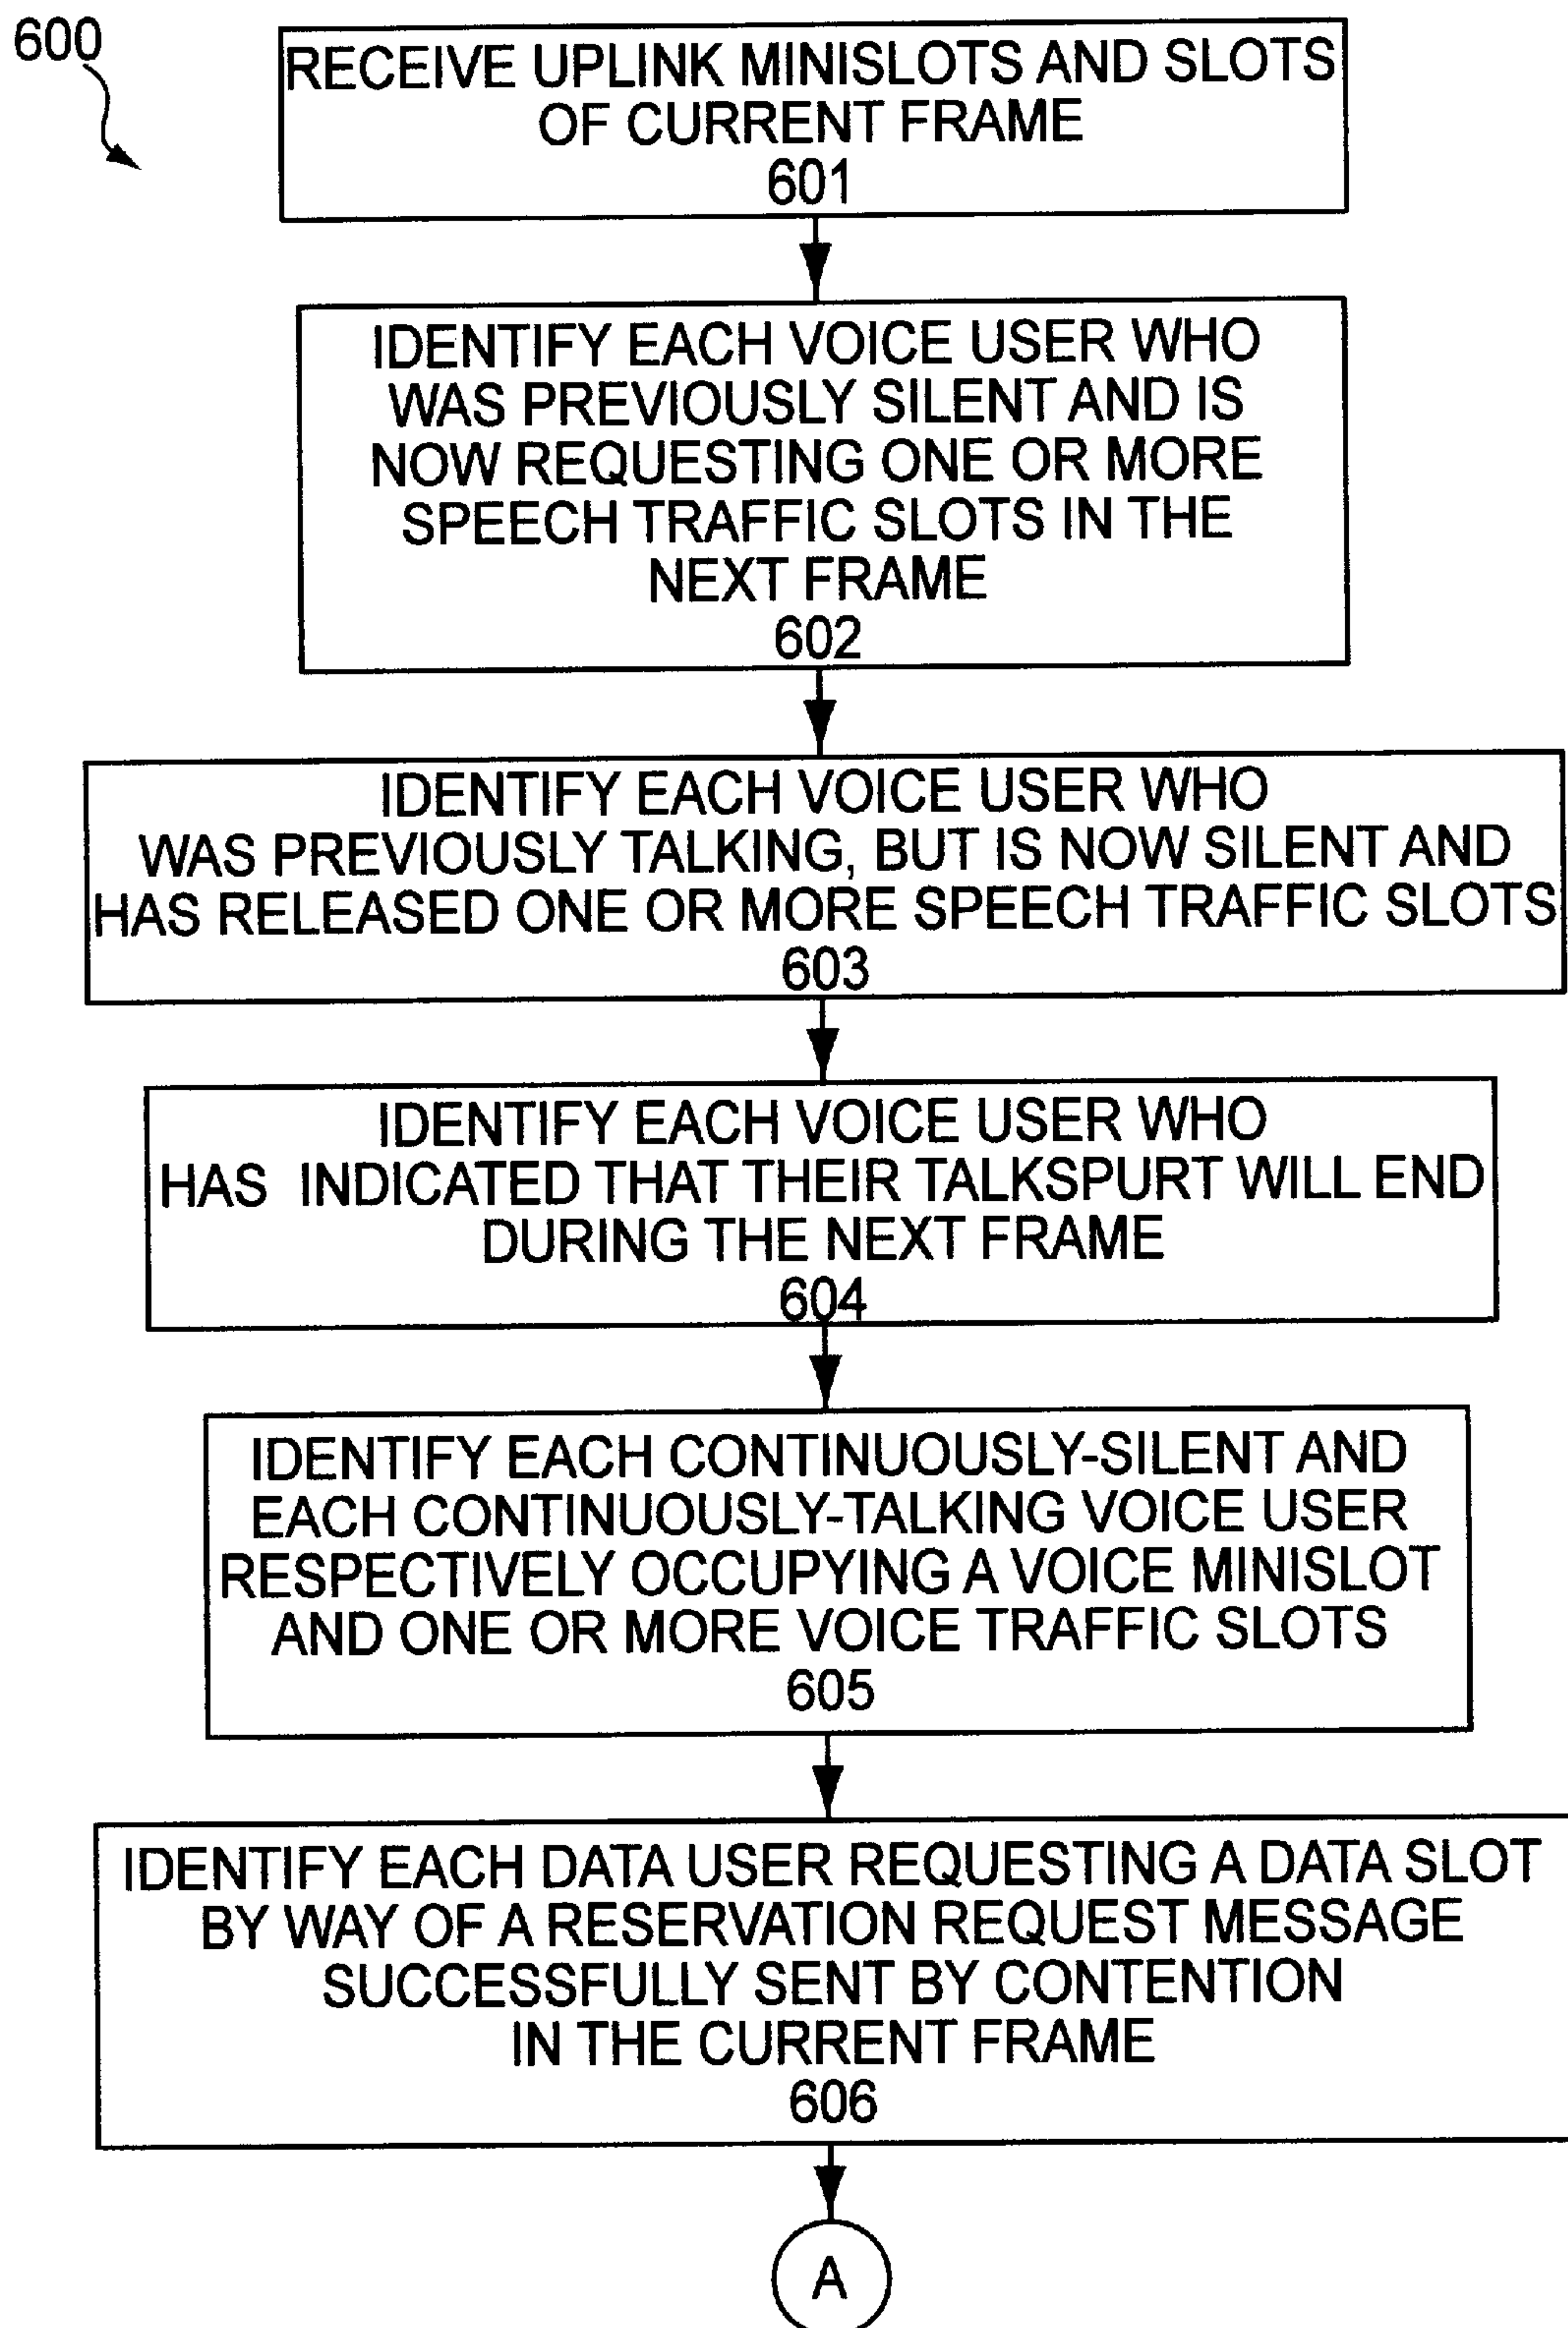 600
RECEIVE UPLINK MINISLOTS AND SLOTS
OF CURRENT FRAME
601
IDENTIFY EACH VOICE USER WHO
WAS PREVIOUSLY SILENT AND IS
NOW REQUESTING ONE OR MORE
SPEECH TRAFFIC SLOTS IN THE
NEXT FRAME
602
IDENTIFY EACH VOICE USER WHO
WAS PREVIOUSLY TALKING, BUT IS NOW SILENT AND
HAS RELEASED ONE OR MORE SPEECH TRAFFIC SLOTS
603
IDENTIFY EACH VOICE USER WHO
HAS INDICATED THAT THEIR TALKSPURT WILL END
DURING THE NEXT FRAME
604
IDENTIFY EACH CONTINUOUSLY-SILENT AND
EACH CONTINUOUSLY-TALKING VOICE USER
RESPECTIVELY OCCUPYING A VOICE MINISLOT
AND ONE OR MORE VOICE TRAFFIC SLOTS
605
IDENTIFY EACH DATA USER REQUESTING A DATA SLOT
BY WAY OF A RESERVATION REQUEST MESSAGE
SUCCESSFULLY SENT BY CONTENTION
IN THE CURRENT FRAME
606
A